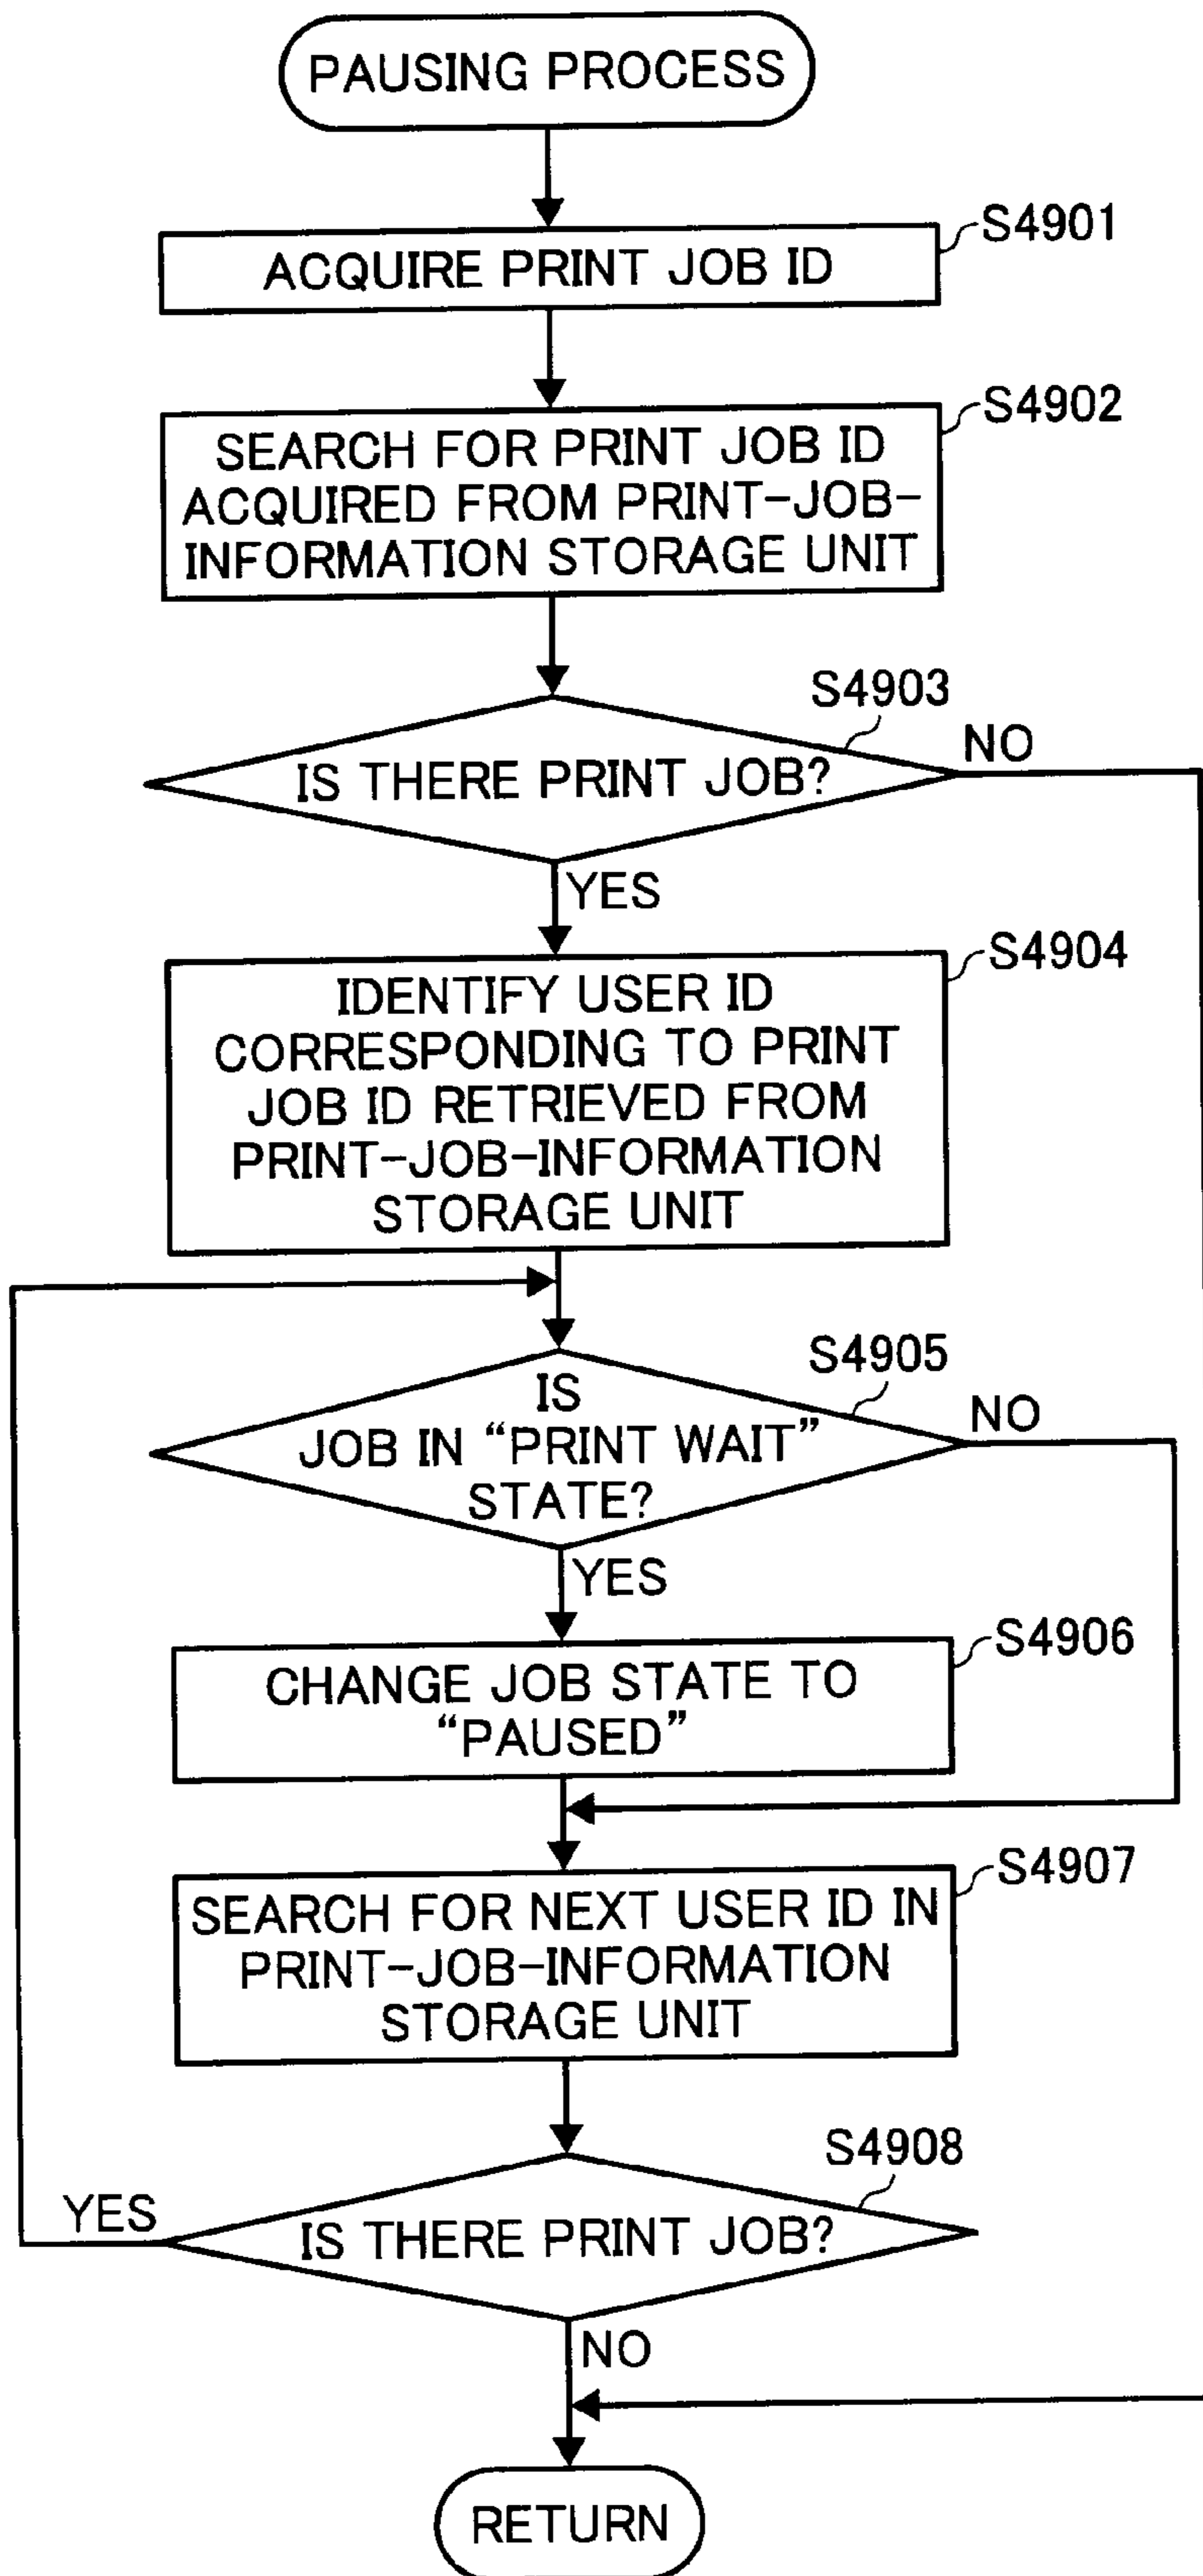 PAUSING PROCESS
S4901
ACQUIRE PRINT JOB ID
S4902
SEARCH FOR PRINT JOB ID
ACQUIRED FROM PRINT-JOB-
INFORMATION STORAGE UNIT
S4903
NO
IS THERE PRINT JOB?
YES
S4904
IDENTIFY USER ID
CORRESPONDING TO PRINT
JOB ID RETRIEVED FROM
PRINT-JOB-INFORMATION
STORAGE UNIT
S4905
NO
IS
JOB IN “PRINT WAIT”
STATE?
YES
S4906
CHANGE JOB STATE TO
“PAUSED”
S4907
SEARCH FOR NEXT USER ID IN
PRINT-JOB-INFORMATION
STORAGE UNIT
S4908
YES
IS THERE PRINT JOB?
NO
RETURN